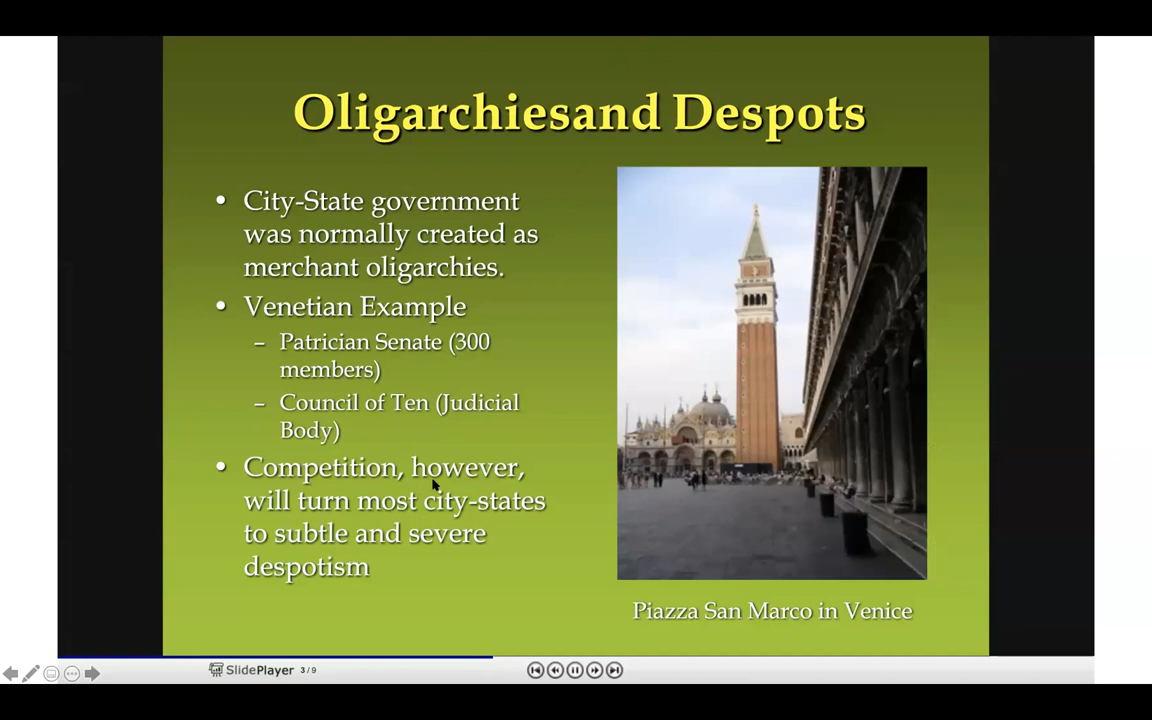 Oligarchiesand Despots
• City-State government
was normally created as
merchant oligarchies.
• Venetian Example
– Patrician Senate (300
members)
– Council of Ten (Judicial
Body)
• Competition, however,
will turn most city-states
to subtle and severe
despotism
Piazza San Marco in Venice
SlidePlayer 3/9